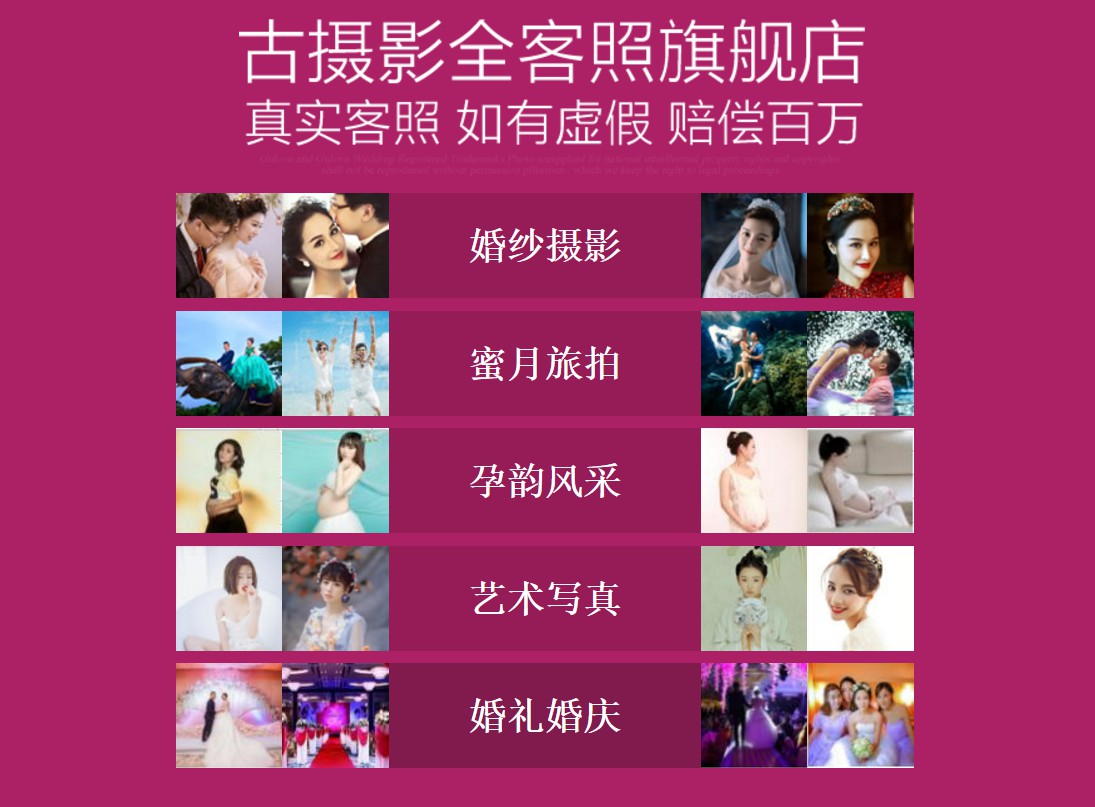 古摄影全客照旗舰店
真实客照 如有虚假 赔偿百万
婚纱摄影
蜜月旅拍
孕韵风采
艺术写真
婚礼婚庆